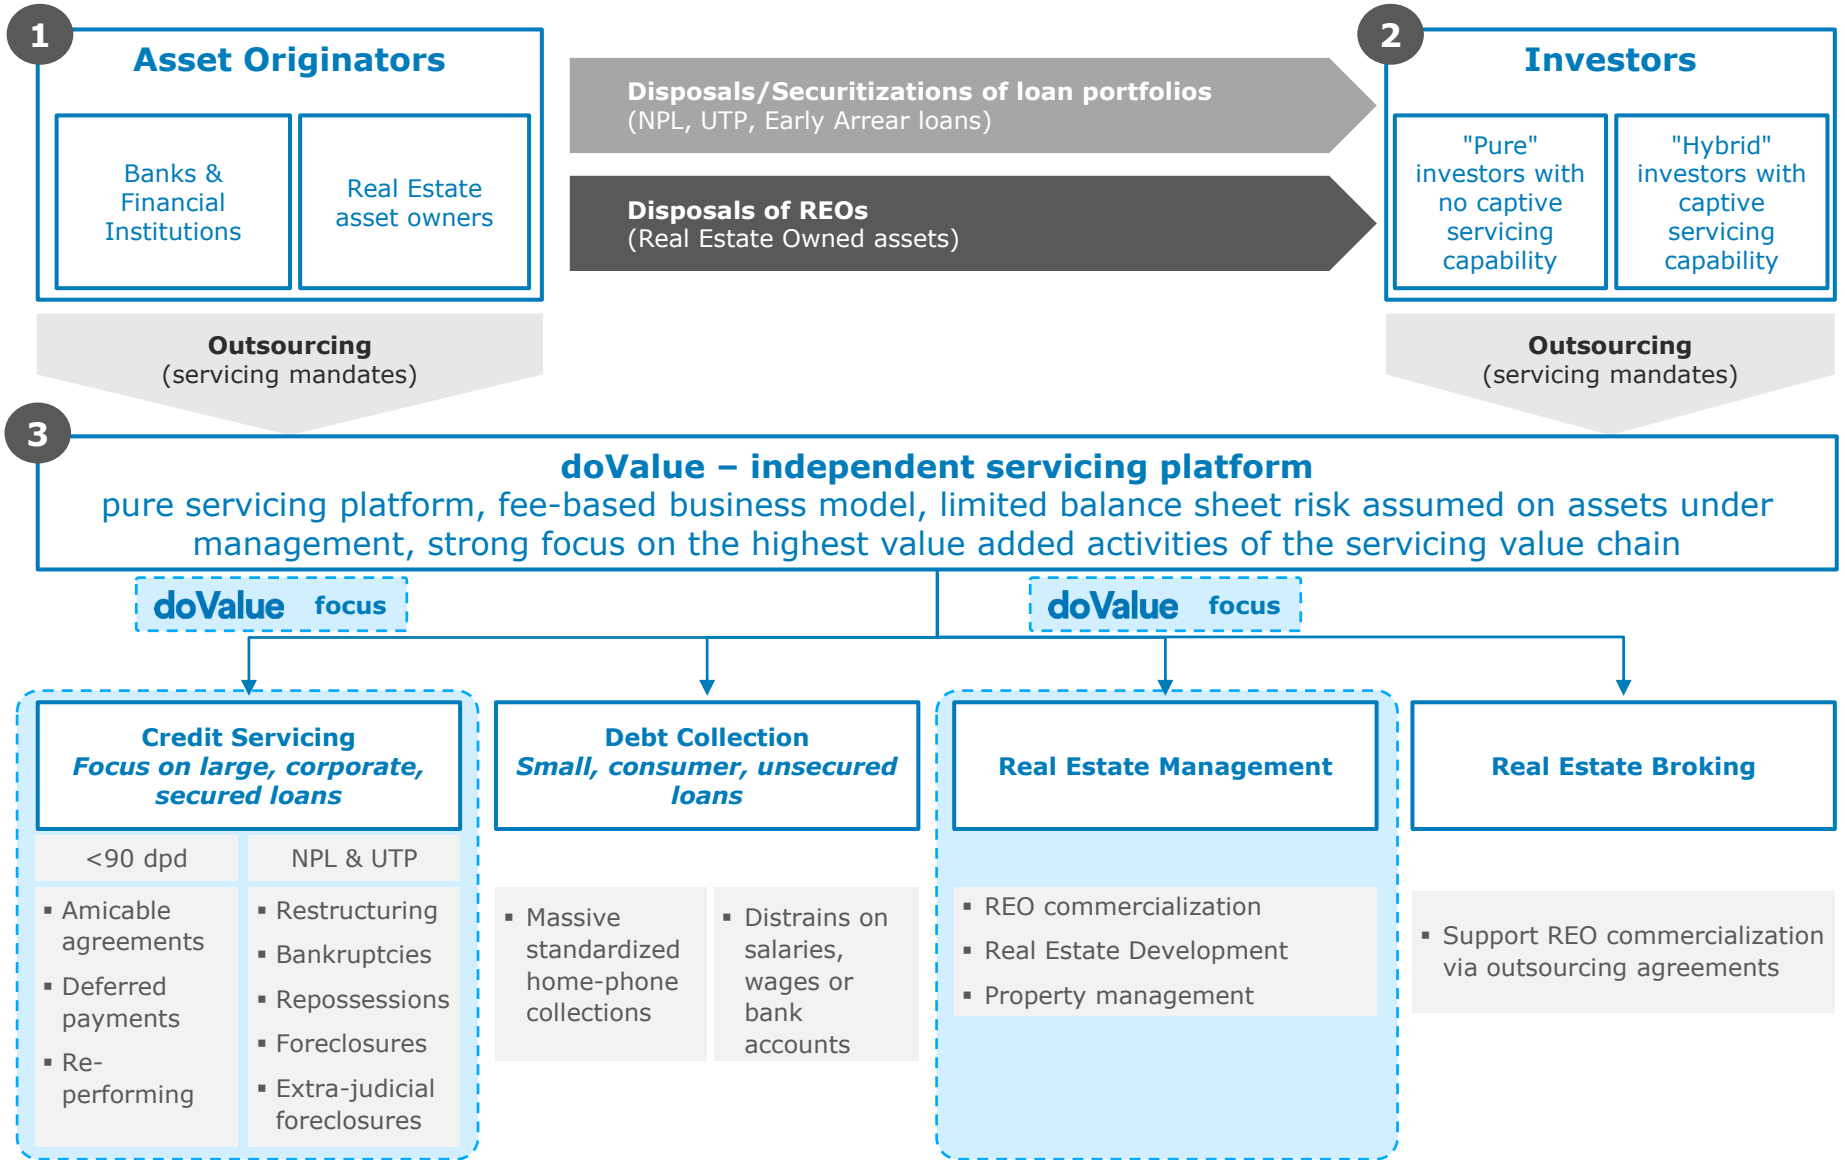 1
Asset Originators
Banks &
Financial
Institutions
Real Estate
asset owners
Disposals/Securitizations of loan portfolios
(NPL, UTP, Early Arrear loans)
Disposals of REOs
(Real Estate Owned assets)
2
Investors
"Pure"
investors with
no captive
servicing
capability
"Hybrid"
investors with
captive
servicing
capability
Outsourcing
(servicing mandates)
Outsourcing
(servicing mandates)
3
doValue – independent servicing platform
pure servicing platform, fee-based business model, limited balance sheet risk assumed on assets under
management, strong focus on the highest value added activities of the servicing value chain
doValue focus
doValue focus
Credit Servicing
Focus on large, corporate,
secured loans
<90 dpd
▪ Amicable
agreements
▪ Deferred
payments
▪ Re-
performing
NPL & UTP
▪ Restructuring
▪ Bankruptcies
▪ Repossessions
▪ Foreclosures
▪ Extra-judicial
foreclosures
Debt Collection
Small, consumer, unsecured
loans
▪ Massive
standardized
home-phone
collections
▪ Distrains on
salaries,
wages or
bank
accounts
Real Estate Management
▪ REO commercialization
▪ Real Estate Development
▪ Property management
Real Estate Broking
▪ Support REO commercialization
via outsourcing agreements